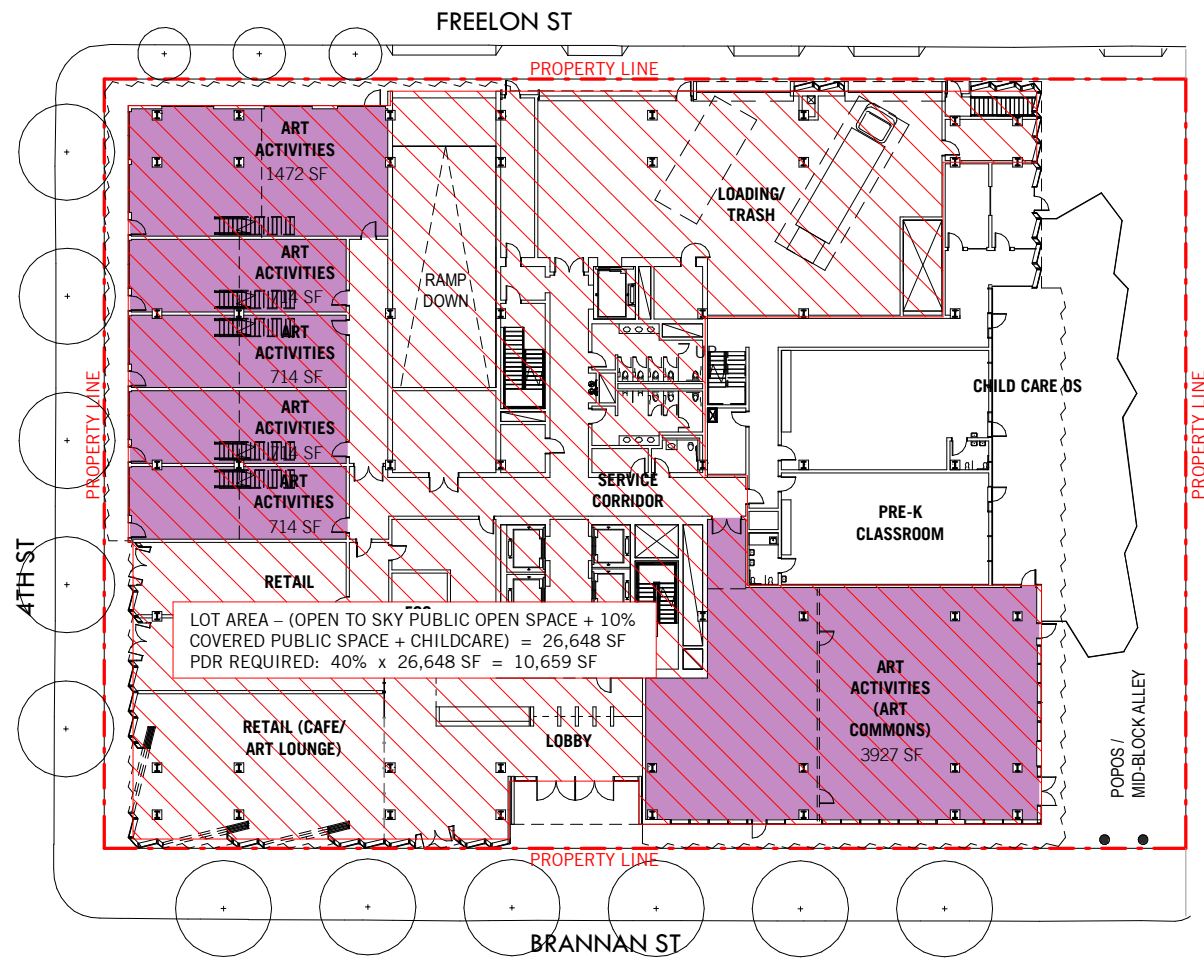 FREELON ST
PROPERTY LINE
ART
ACTIVITIES
1472 SF
LOADING/
TRASH
ART
ACTIVITIES
714 SF
RAMP
DOWN
ART
ACTIVITIES
714 SF
CHILD CARE OS
PROPERTY LINE
PROPERTY LINE
ART
ACTIVITIES
714 SF
ART
ACTIVITIES
714 SF
SERVICE
CORRIDOR
PRE-K
CLASSROOM
4TH ST
RETAIL
LOT AREA – (OPEN TO SKY PUBLIC OPEN SPACE + 10%
COVERED PUBLIC SPACE + CHILDCARE) = 26,648 SF
PDR REQUIRED: 40% x 26,648 SF = 10,659 SF
ART
ACTIVITIES
(ART
COMMONS)
3927 SF
RETAIL (CAFE/
ART LOUNGE)
LOBBY
POPOS /
MID-BLOCK ALLEY
PROPERTY LINE
BRANNAN ST